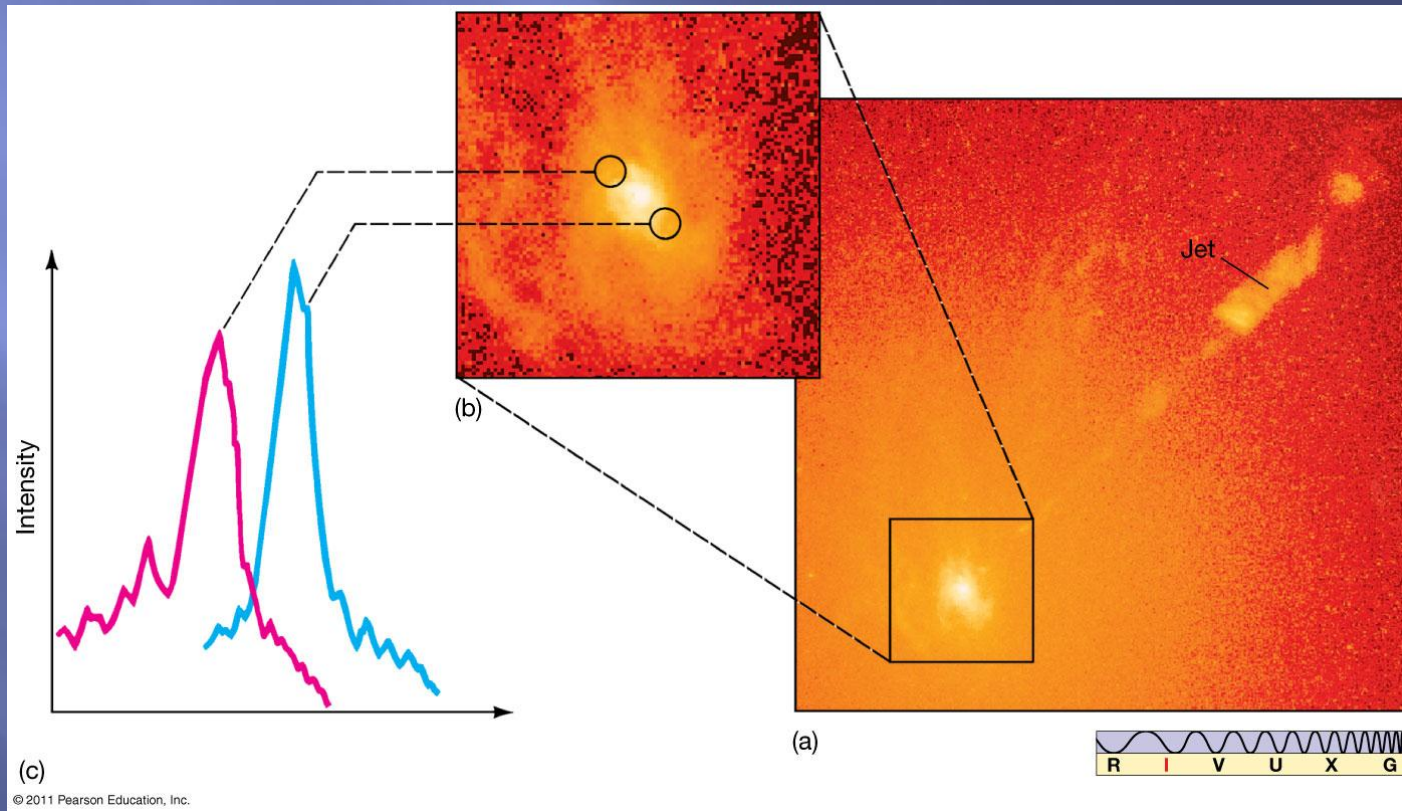 Jet
(b)
Intensity
(a)
R I V U X G
(c)
© 2011 Pearson Education, Inc.